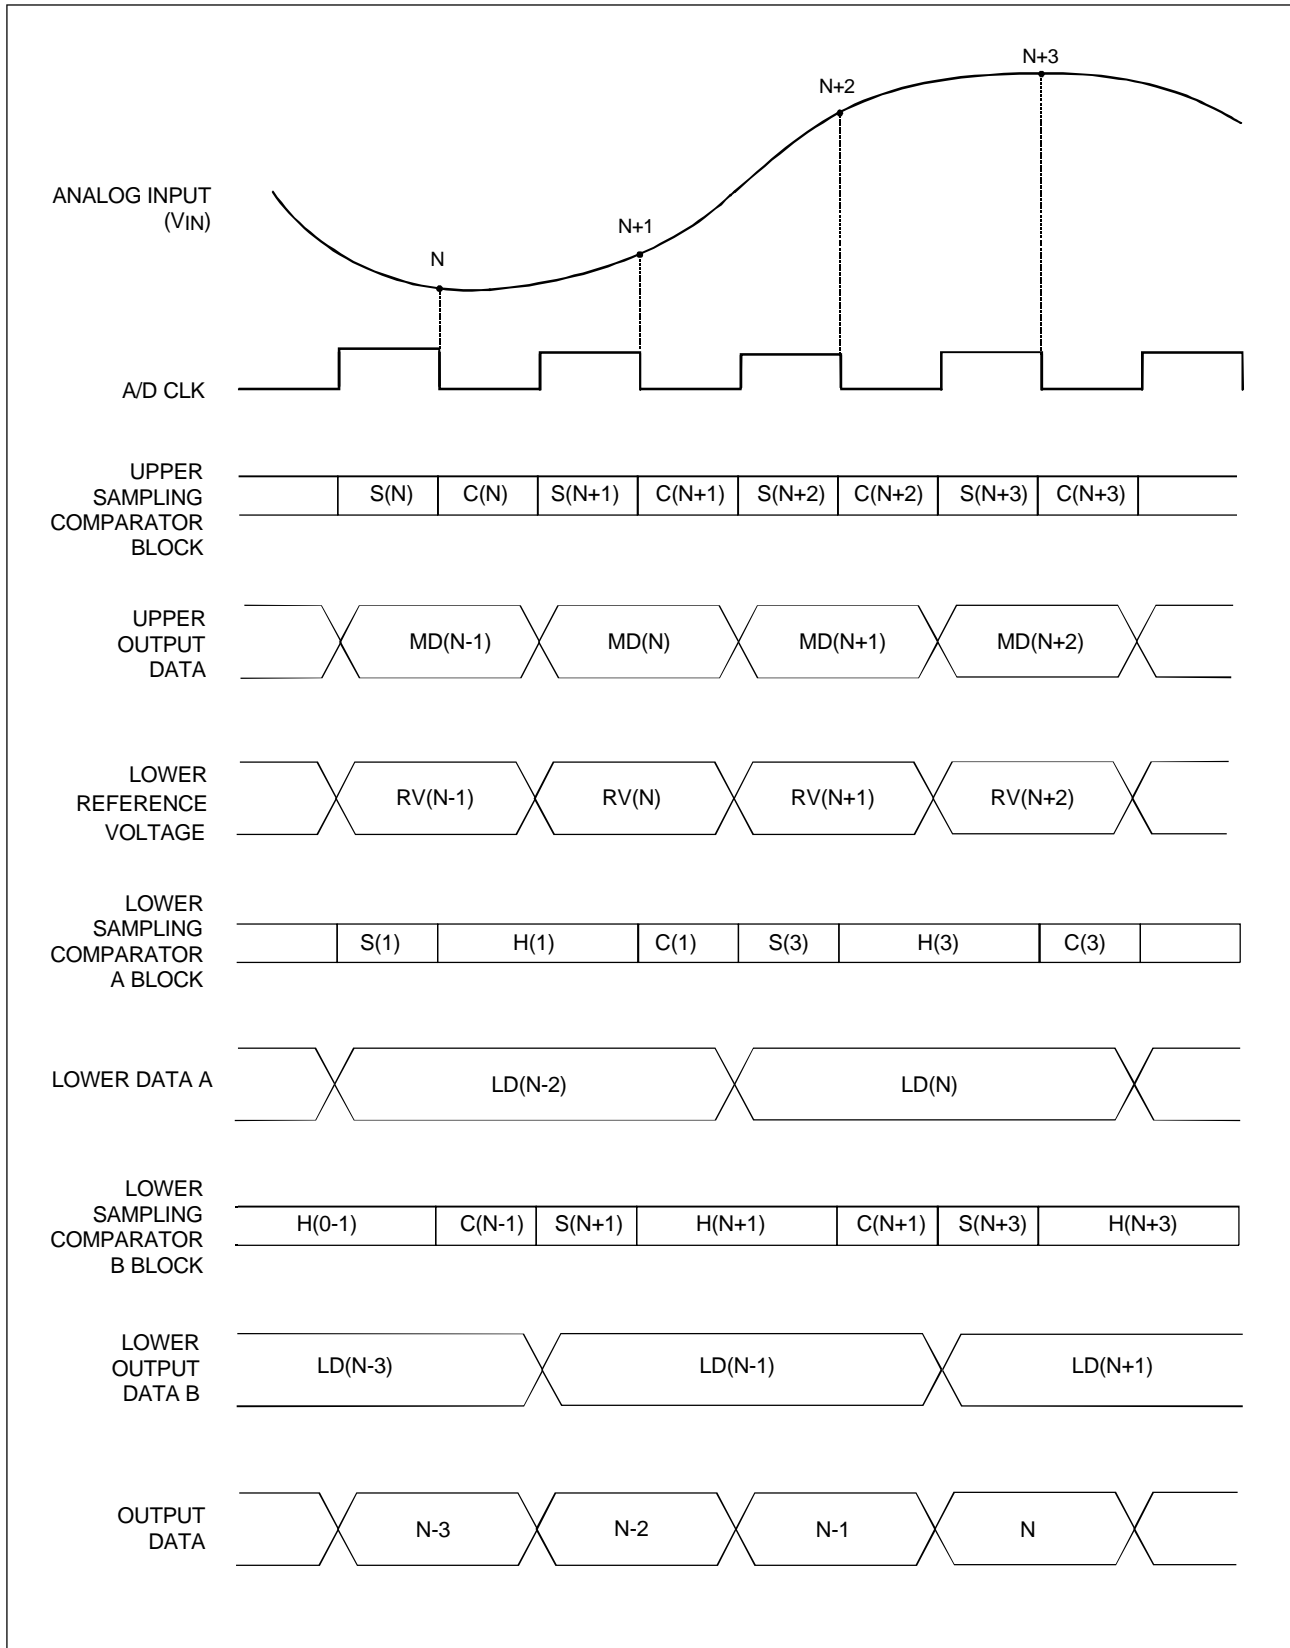 N+3
N+2
ANALOG INPUT
(VIN)
N+1
N
A/D CLK
UPPER
SAMPLING
COMPARATOR
BLOCK
S(N) C(N) S(N+1) C(N+1) S(N+2) C(N+2) S(N+3) C(N+3)
UPPER
OUTPUT
DATA
MD(N-1) MD(N) MD(N+1) MD(N+2)
LOWER
REFERENCE
VOLTAGE
RV(N-1) RV(N) RV(N+1) RV(N+2)
LOWER
SAMPLING
COMPARATOR
A BLOCK
S(1) H(1) C(1) S(3) H(3) C(3)
LOWER DATA A
LD(N-2) LD(N)
LOWER
SAMPLING
COMPARATOR
B BLOCK
H(0-1) C(N-1) S(N+1) H(N+1) C(N+1) S(N+3) H(N+3)
LOWER
OUTPUT
DATA B
LD(N-3) LD(N-1) LD(N+1)
OUTPUT
DATA
N-3 N-2 N-1 N